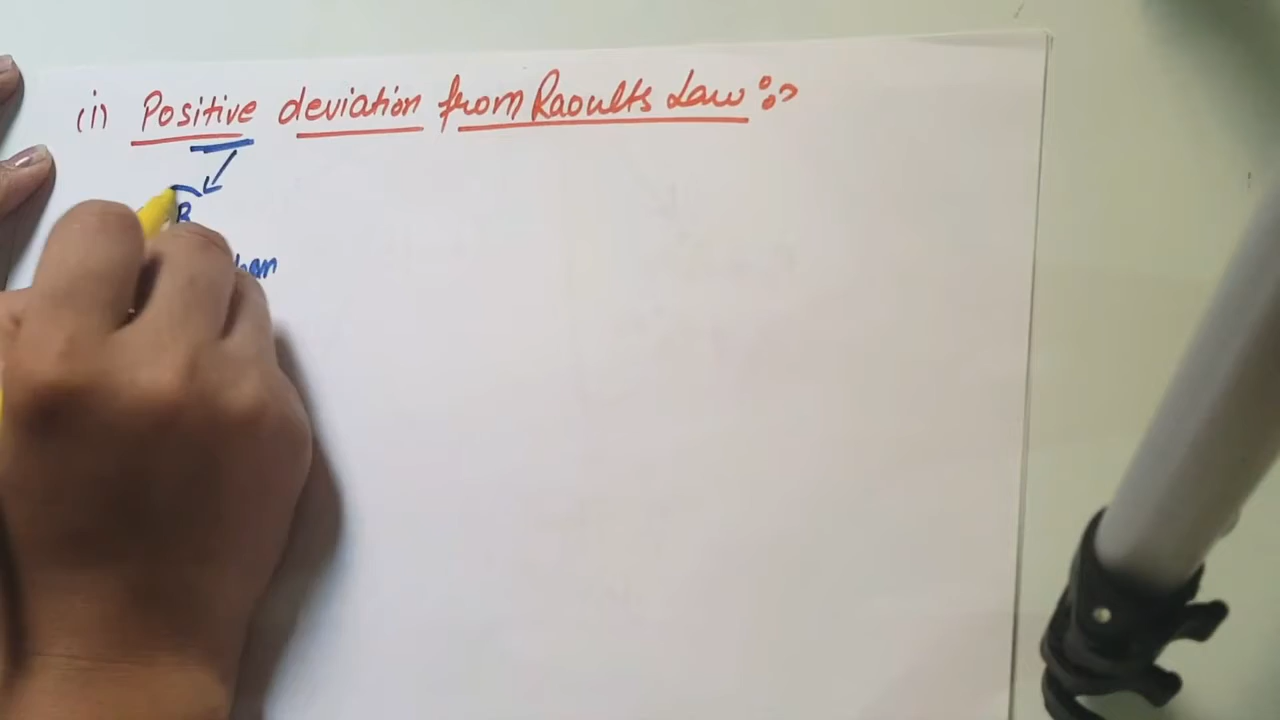 (i) Positive deviation from Raoults Law :->
B